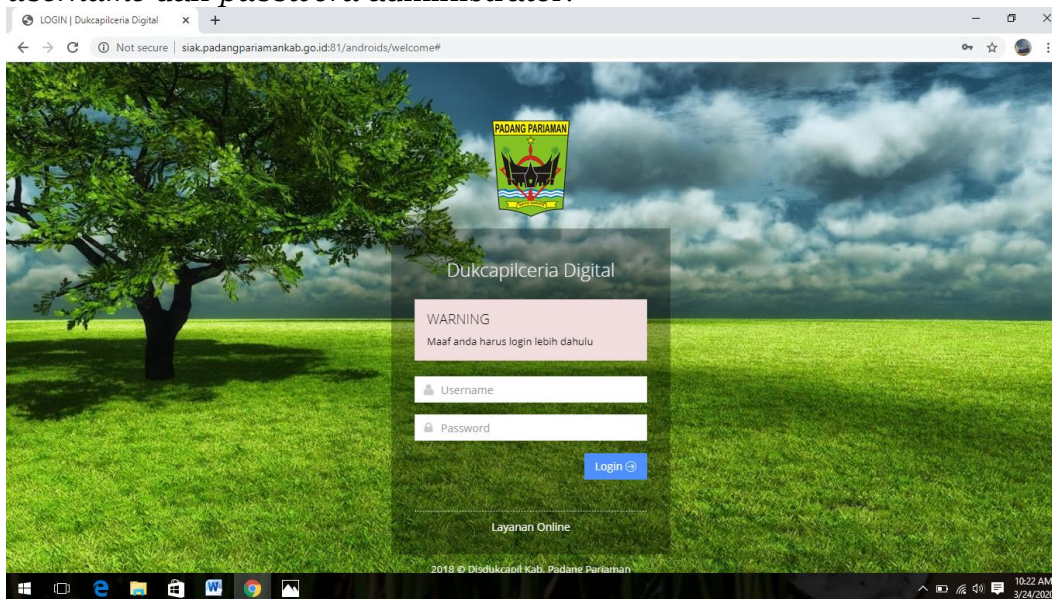 username dan password administrator.
LOGIN | Dukcapilceria Digital
Not secure | siak.padangpariamankab.go.id:81/androids/welcome#
PADANG PARIAMAN
Dukcapilceria Digital
WARNING
Maaf anda harus login lebih dahulu
Username
Password
Login
Layanan Online
2018 © Disdukcapil Kab. Padang Pariaman
10:22 AM
3/24/2020